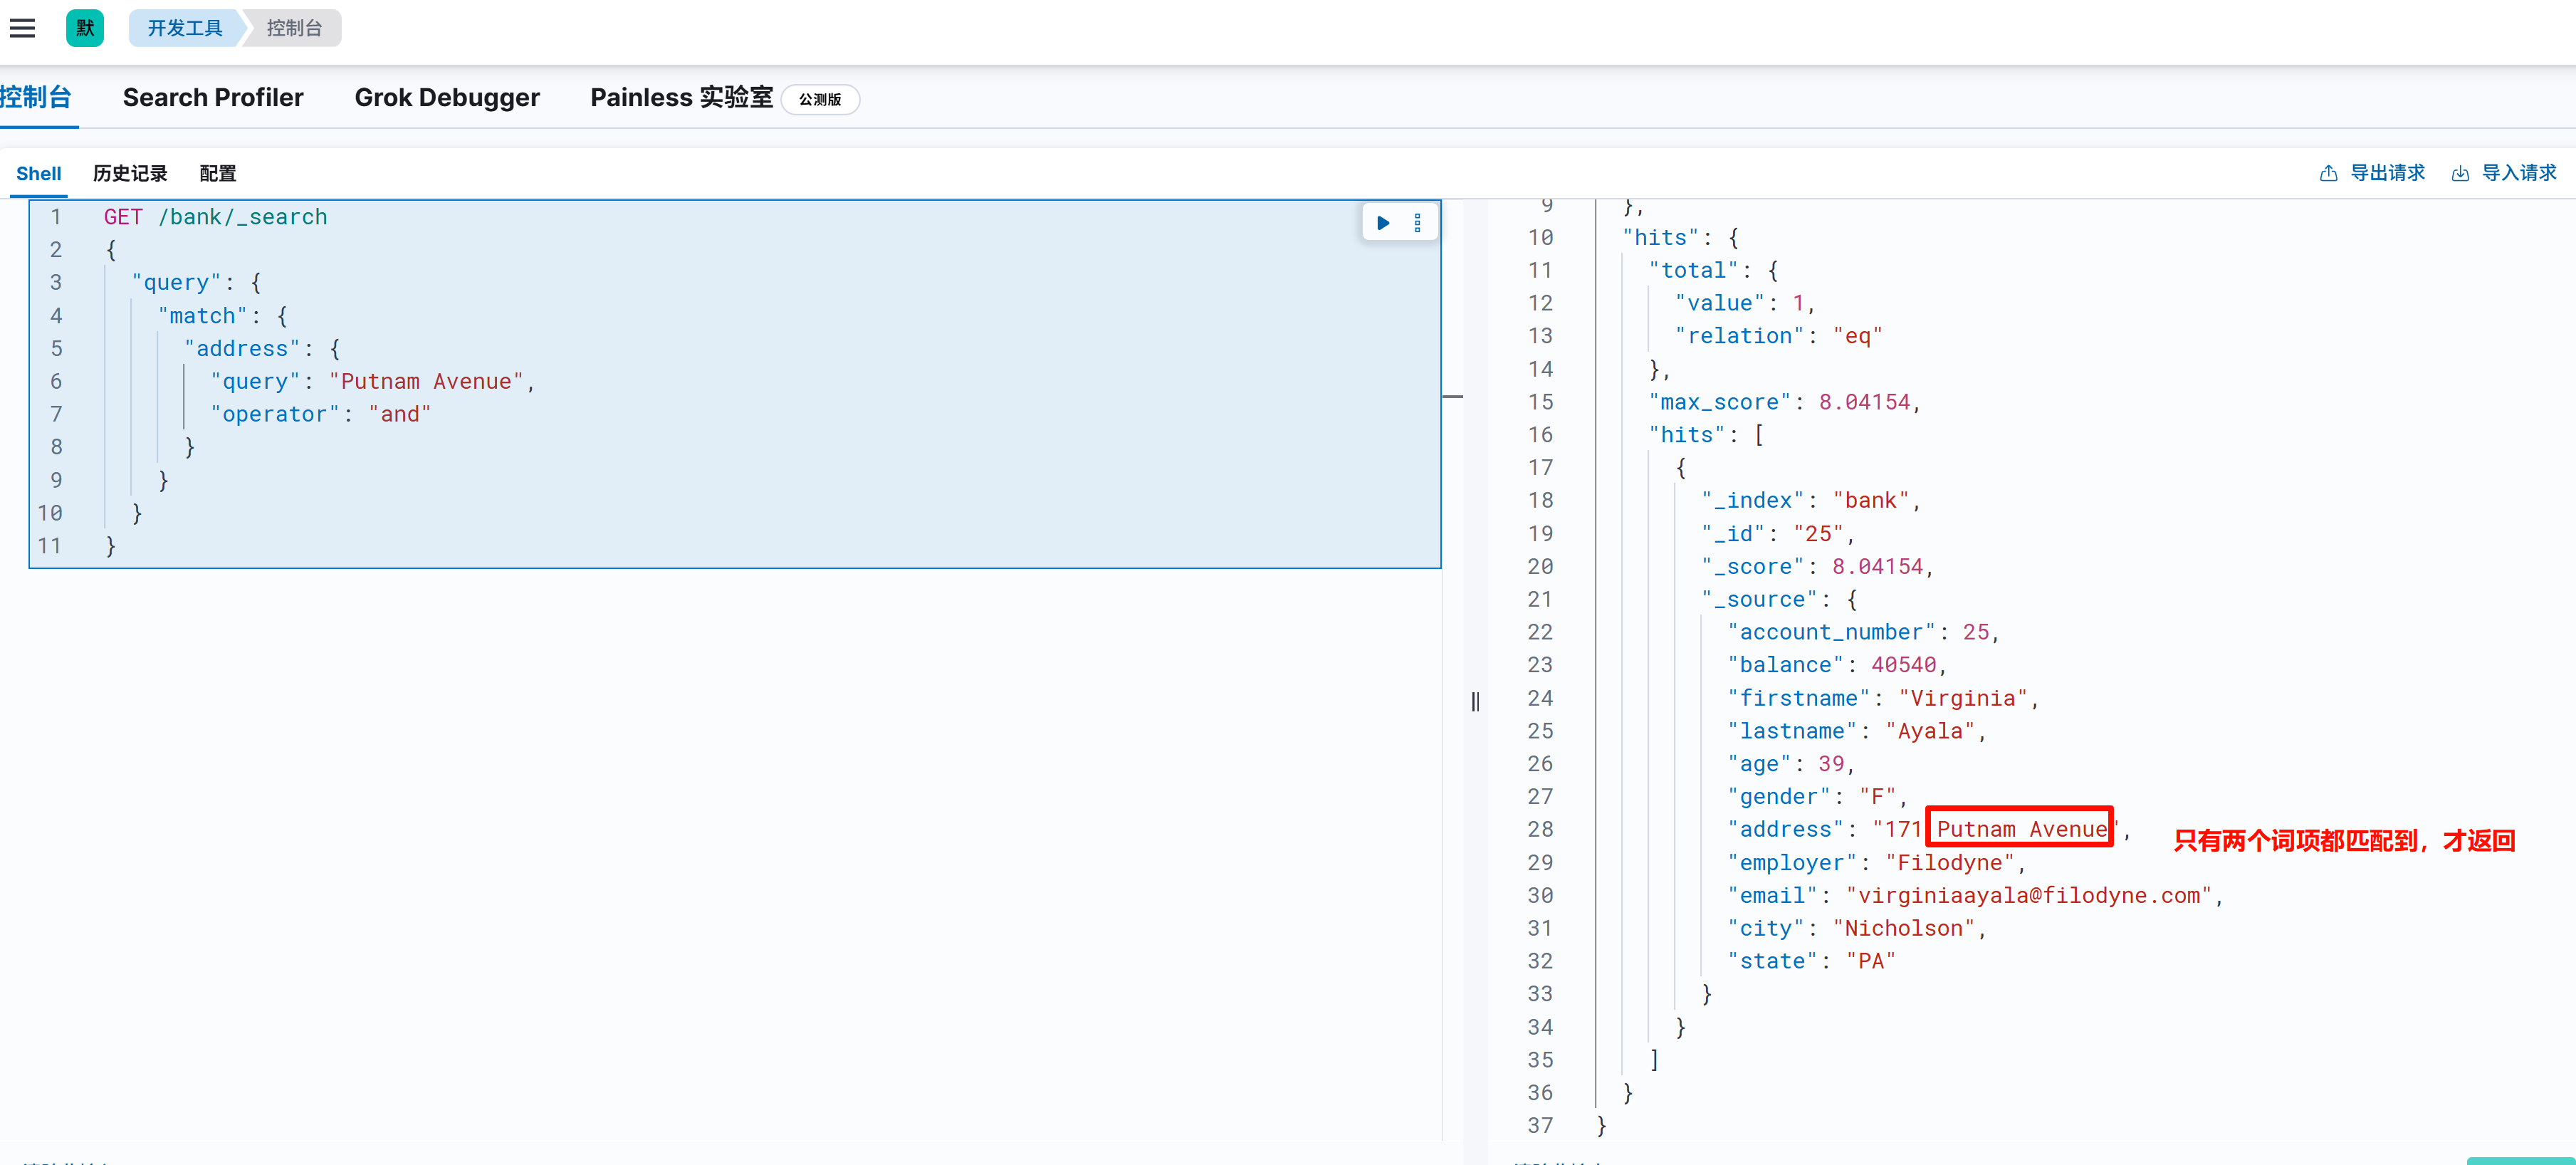 默 开发工具 控制台
控制台 Search Profiler Grok Debugger Painless 实验室 公测版
Shell 历史记录 配置 导出请求 导入请求
1 GET /bank/_search
2 {
3 "query": {
4 "match": {
5 "address": {
6 "query": "Putnam Avenue",
7 "operator": "and"
8 }
9 }
10 }
11 }
9 },
10 "hits": {
11 "total": {
12 "value": 1,
13 "relation": "eq"
14 },
15 "max_score": 8.04154,
16 "hits": [
17 {
18 "_index": "bank",
19 "_id": "25",
20 "_score": 8.04154,
21 "_source": {
22 "account_number": 25,
23 "balance": 40540,
24 "firstname": "Virginia",
25 "lastname": "Ayala",
26 "age": 39,
27 "gender": "F",
28 "address": "171 Putnam Avenue", 只有两个词项都匹配到，才返回
29 "employer": "Filodyne",
30 "email": "virginiaayala@filodyne.com",
31 "city": "Nicholson",
32 "state": "PA"
33 }
34 }
35 ]
36 }
37 }